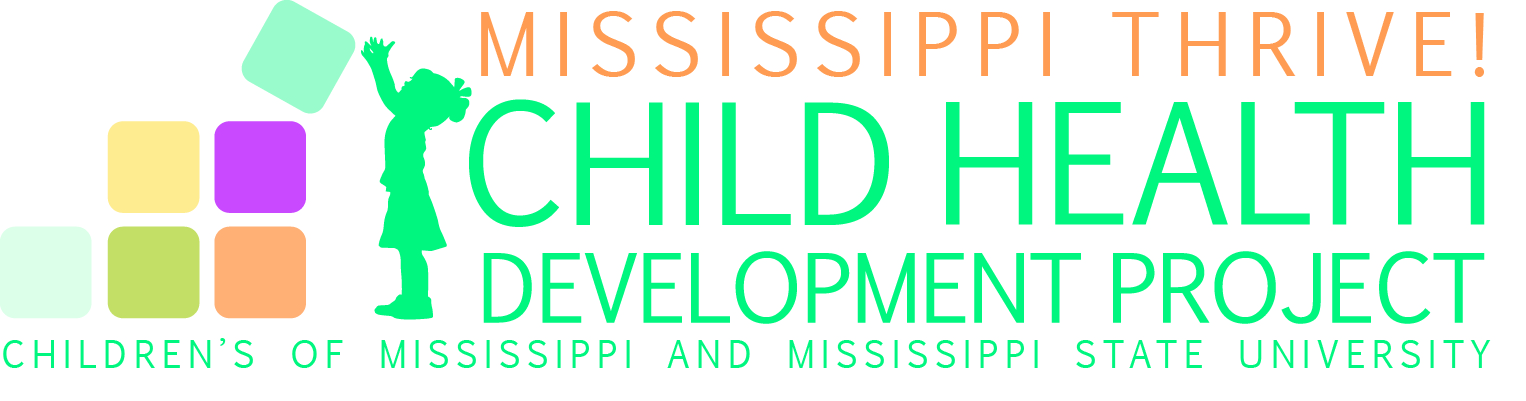 MISSISSIPPI THRIVE!
CHILD HEALTH
DEVELOPMENT PROJECT
CHILDREN’S OF MISSISSIPPI AND MISSISSIPPI STATE UNIVERSITY